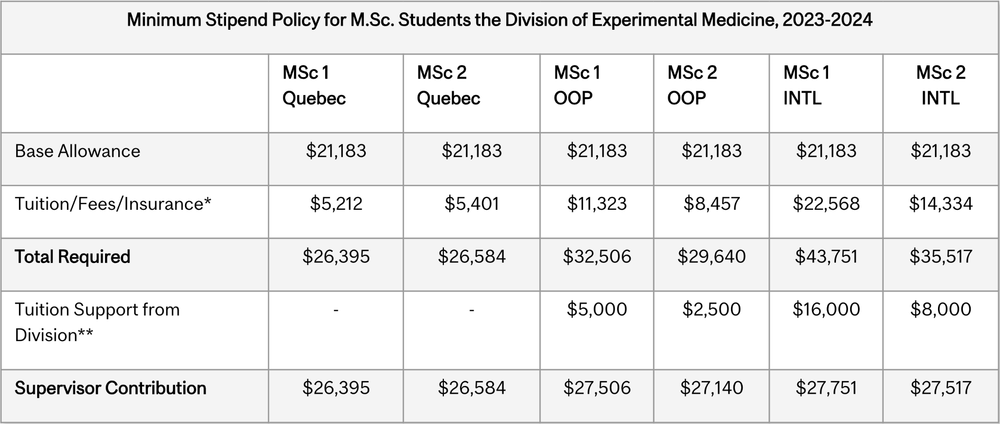 Minimum Stipend Policy for M.Sc. Students the Division of Experimental Medicine, 2023-2024
MSc 1 MSc 2 MSc 1 MSc 2 MSc 1 MSc 2
Quebec Quebec OOP OOP INTL INTL
Base Allowance $21,183 $21,183 $21,183 $21,183 $21,183 $21,183
Tuition/Fees/Insurance* $5,212 $5,401 $11,323 $8,457 $22,568 $14,334
Total Required $26,395 $26,584 $32,506 $29,640 $43,751 $35,517
Tuition Support from - - $5,000 $2,500 $16,000 $8,000
Division**
Supervisor Contribution $26,395 $26,584 $27,506 $27,140 $27,751 $27,517